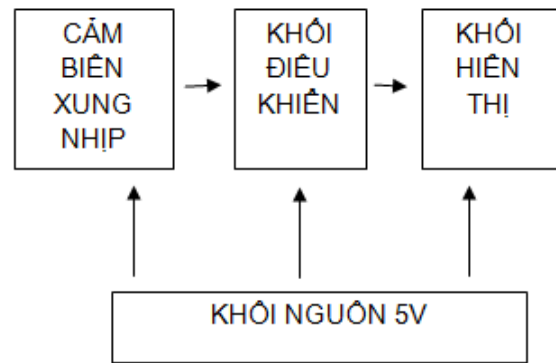 CẢM
BIẾN
XUNG
NHỊP
KHỐI
ĐIỀU
KHIỂN
KHỐI
HIỂN
THỊ
KHỐI NGUỒN 5V